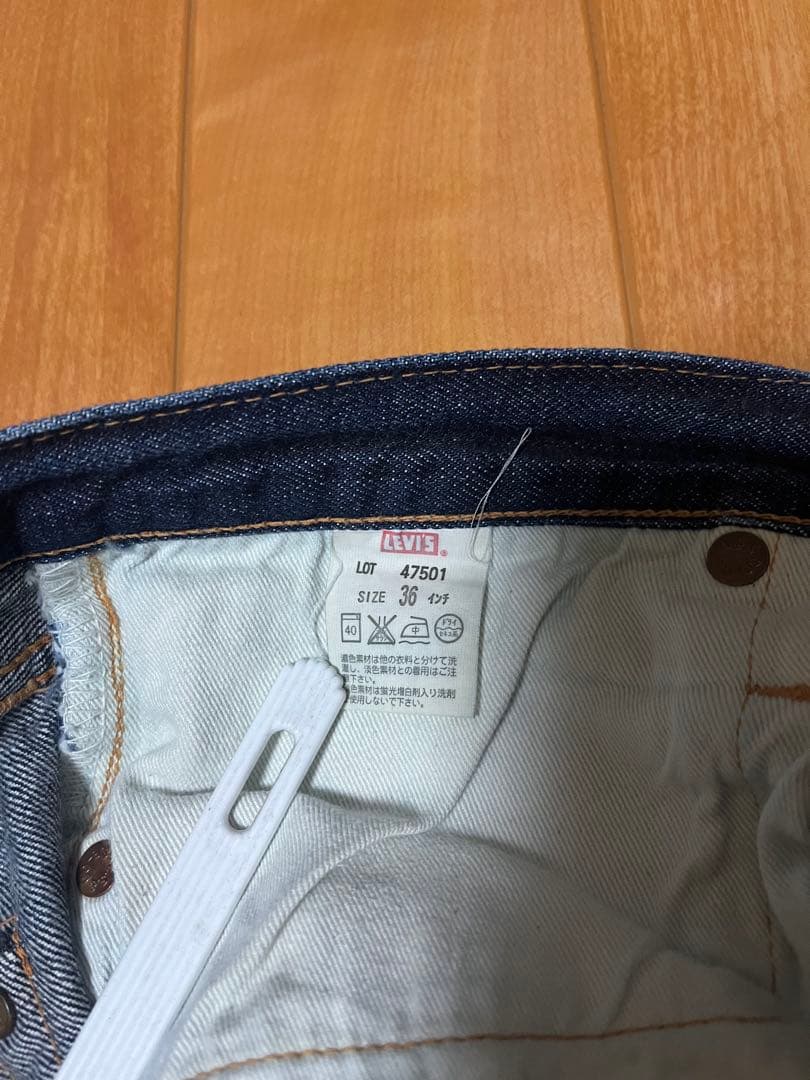 LEVI'S ®
LOT 47501
SIZE 36 インチ
40 中 ドライ
濃色素材は他の衣料と分けて洗
濯し、淡色素材との着用はご注
下さい。
色素材は蛍光増白剤入り洗剤
使用しないで下さい。